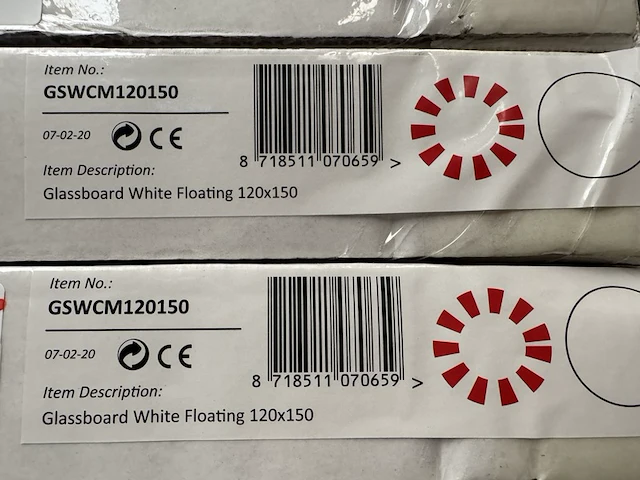 Item No.:
GSWCM120150
07-02-20 CE
8 718511 070659 >
Item Description:
Glassboard White Floating 120x150
Item No.:
GSWCM120150
07-02-20 CE
8 718511 070659 >
Item Description:
Glassboard White Floating 120x150